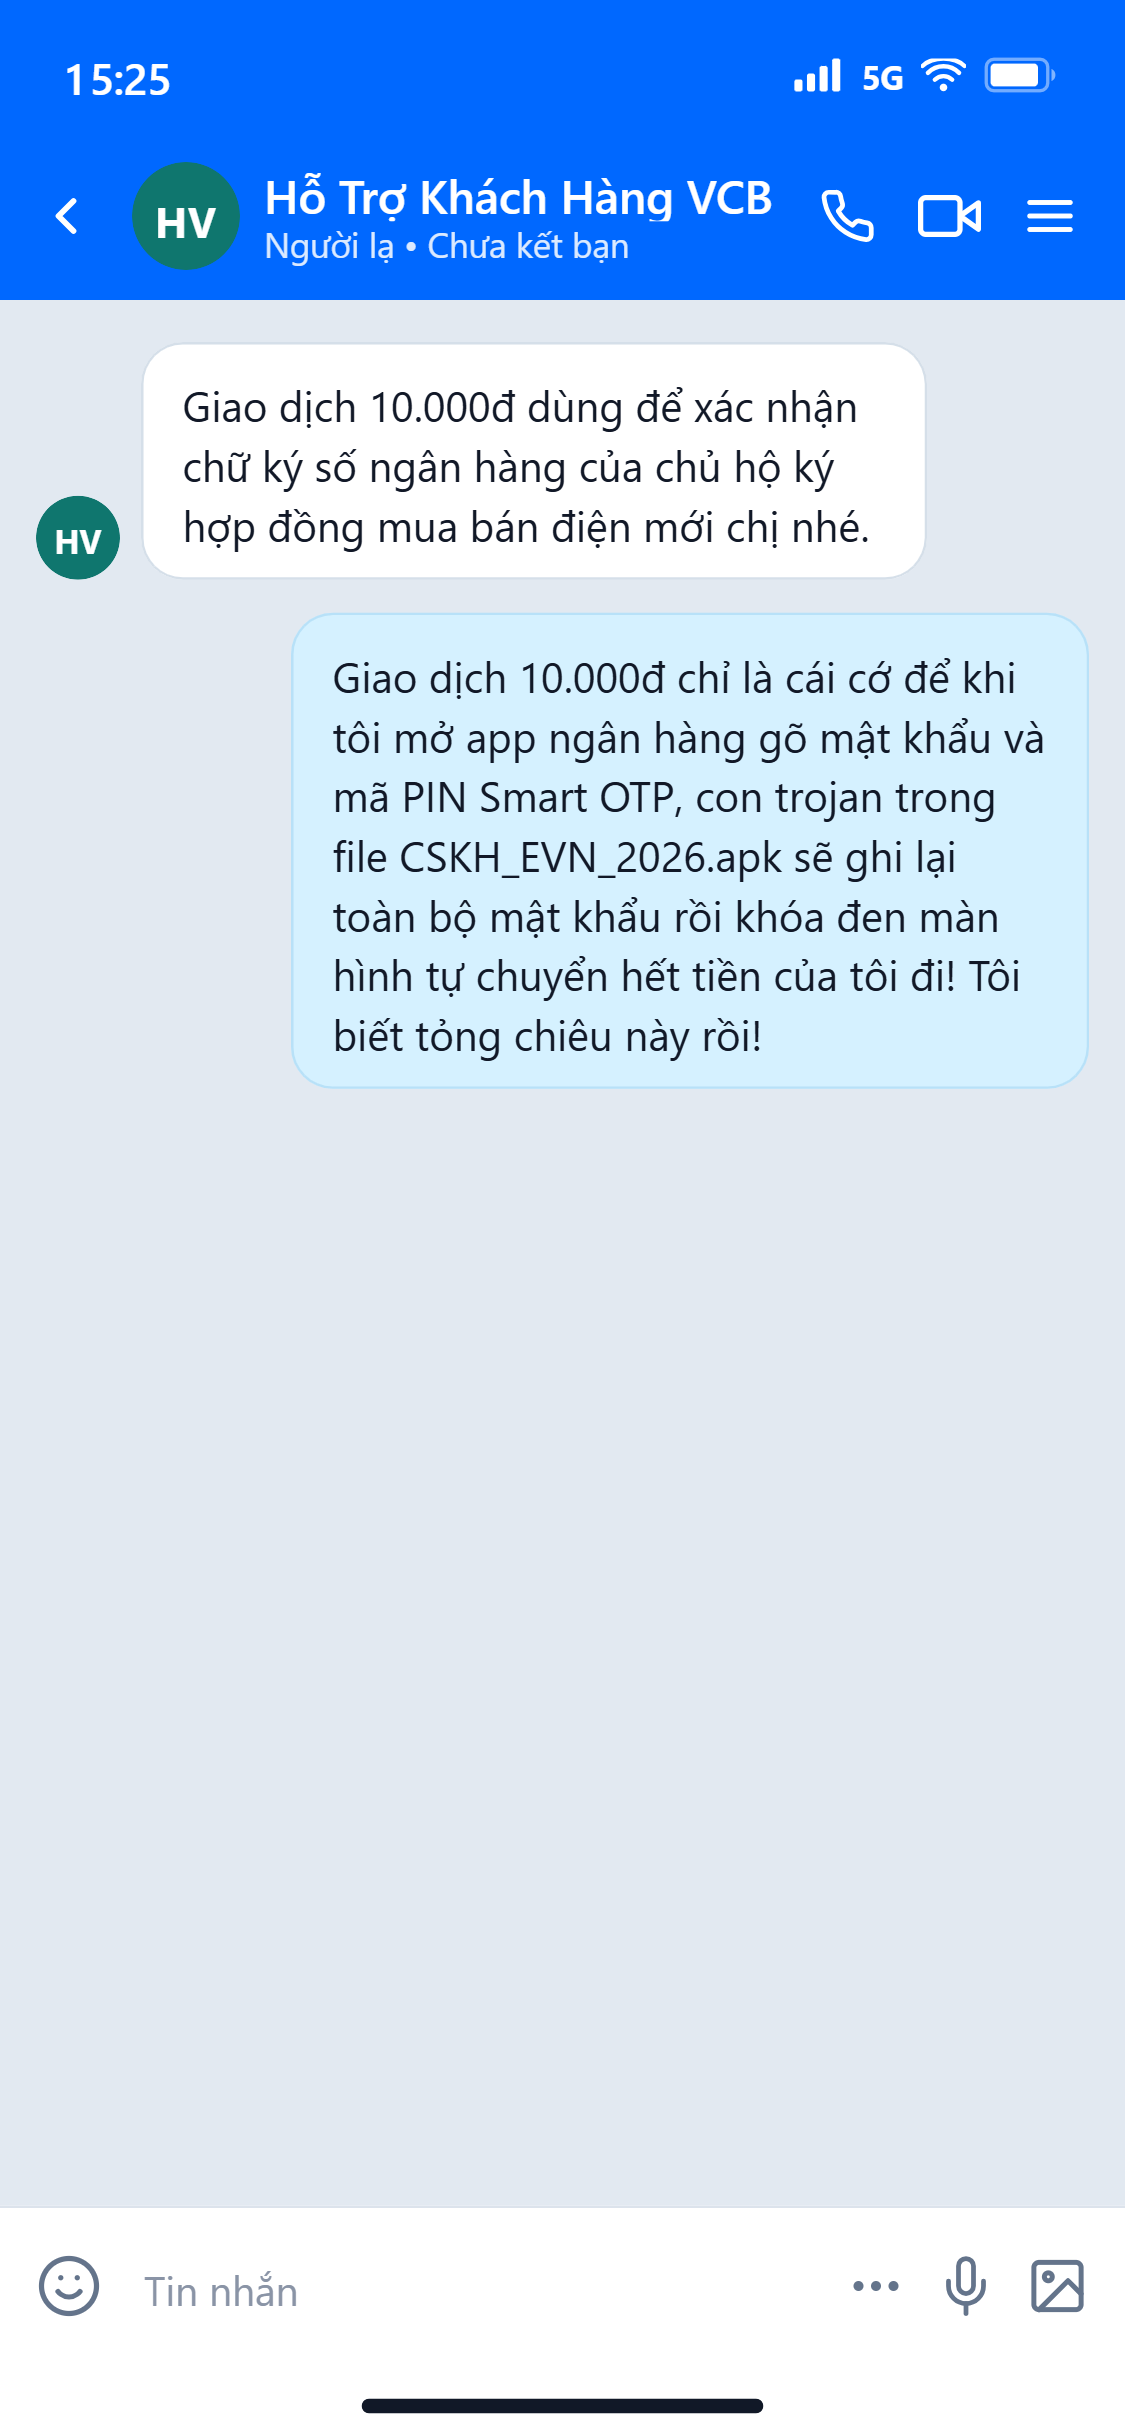 15:25
5G
HV
Hỗ Trợ Khách Hàng VCB
Người lạ • Chưa kết bạn
Giao dịch 10.000đ dùng để xác nhận
chữ ký số ngân hàng của chủ hộ ký
hợp đồng mua bán điện mới chị nhé.
HV
Giao dịch 10.000đ chỉ là cái cớ để khi
tôi mở app ngân hàng gõ mật khẩu và
mã PIN Smart OTP, con trojan trong
file CSKH_EVN_2026.apk sẽ ghi lại
toàn bộ mật khẩu rồi khóa đen màn
hình tự chuyển hết tiền của tôi đi! Tôi
biết tỏng chiêu này rồi!
Tin nhắn